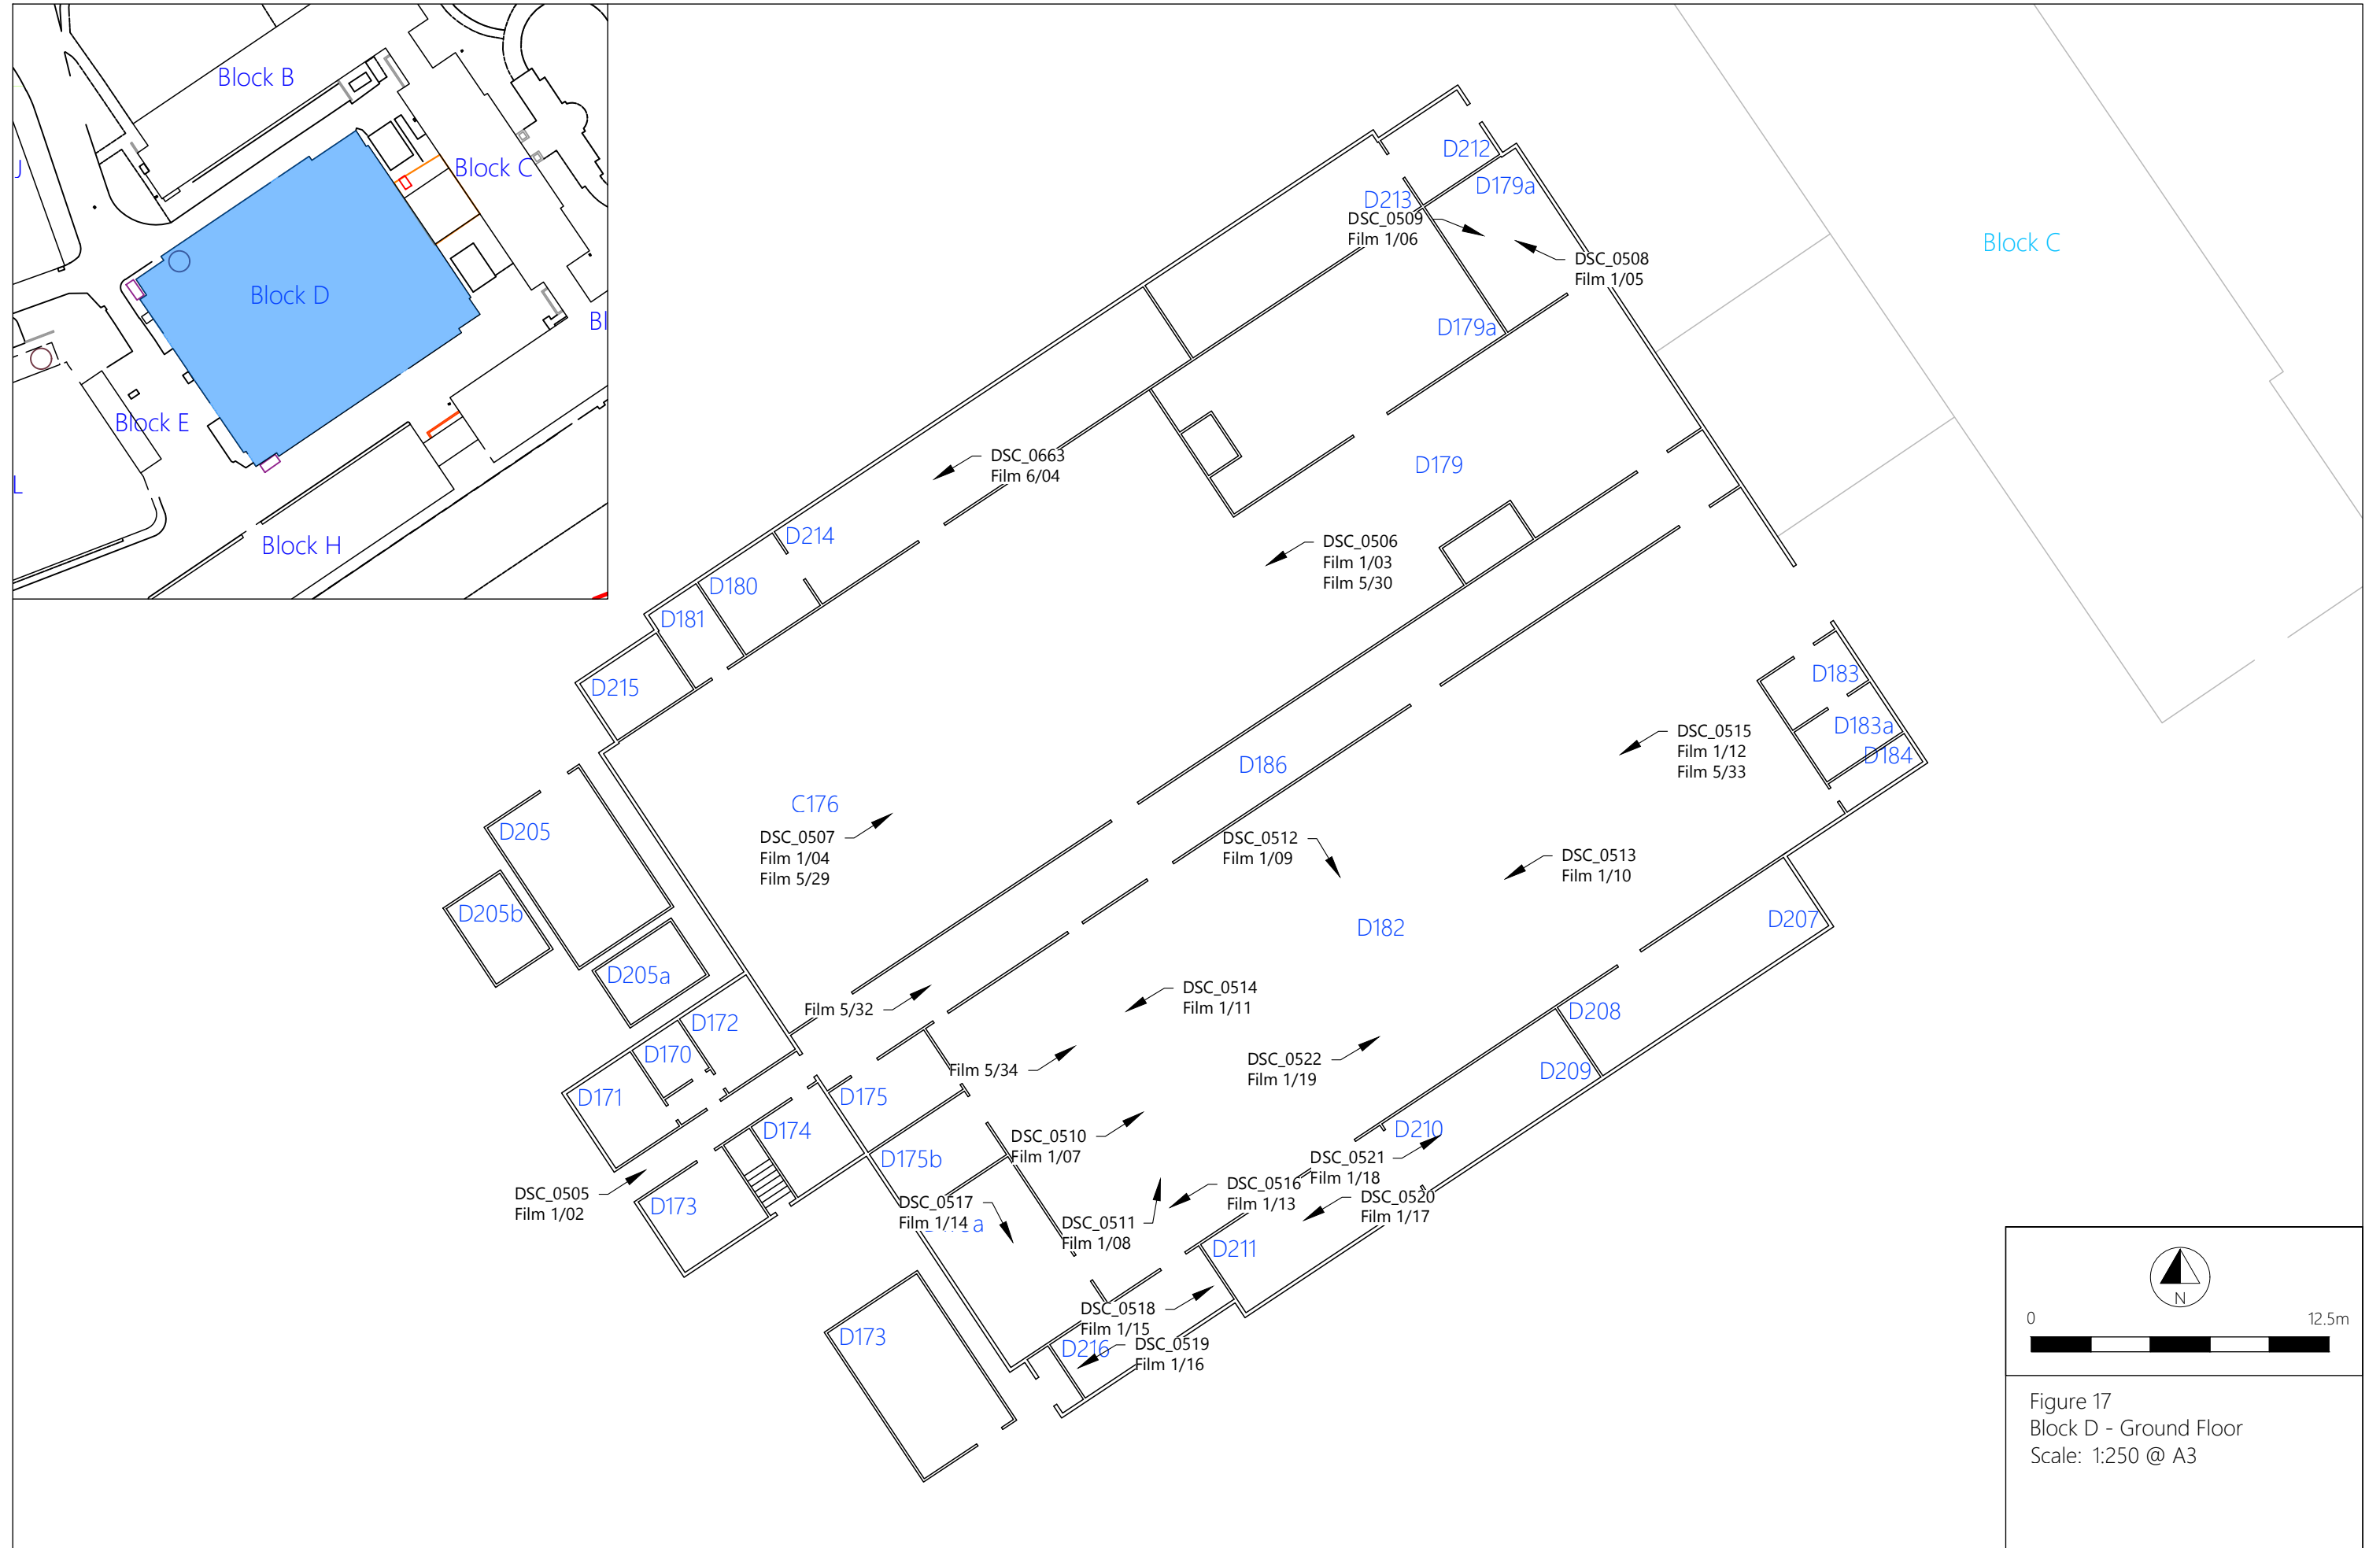 Block B
Block C
J
Block D
Bl
Block E
L
Block H
D212
D179a
D213
DSC_0509
Film 1/06
DSC_0508
Film 1/05
Block C
D179a
DSC_0663
Film 6/04
D179
D214
DSC_0506
Film 1/03
Film 5/30
D180
D181
D215
D183
D183a
D184
DSC_0515
Film 1/12
Film 5/33
D186
C176
DSC_0507
Film 1/04
Film 5/29
D205
DSC_0512
Film 1/09
DSC_0513
Film 1/10
D205b
D207
D182
D205a
DSC_0514
Film 1/11
Film 5/32
D172
D208
D170
DSC_0522
Film 1/19
Film 5/34
D209
D171
D175
D174
DSC_0510
Film 1/07
D210
D175b
DSC_0521
Film 1/18
DSC_0505
Film 1/02
D173
DSC_0517
Film 1/14
a
DSC_0516
Film 1/13
DSC_0520
Film 1/17
DSC_0511
Film 1/08
D211
DSC_0518
Film 1/15
D173
D216
DSC_0519
Film 1/16
N
0
12.5m
Figure 17
Block D - Ground Floor
Scale: 1:250 @ A3